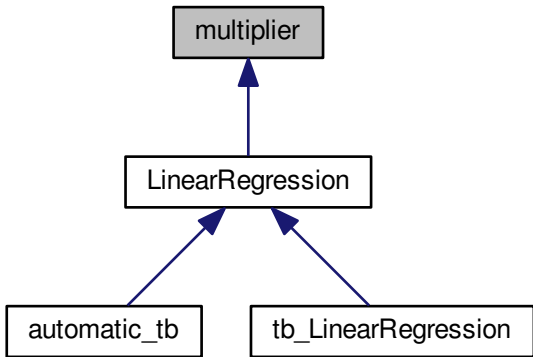 multiplier
LinearRegression
automatic_tb
tb_LinearRegression